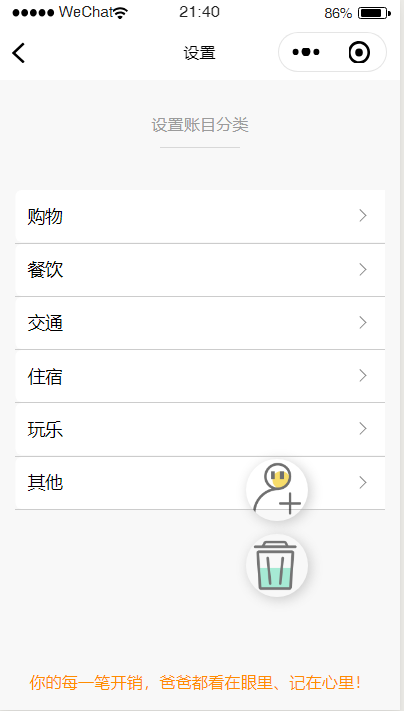 WeChat 21:40 86%
设置
设置账目分类
购物
餐饮
交通
住宿
玩乐
其他
你的每一笔开销，爸爸都看在眼里、记在心里！